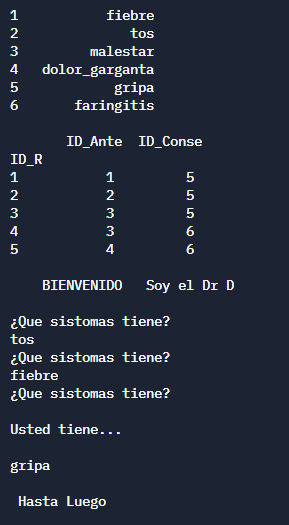 1 fiebre
2 tos
3 malestar
4 dolor_garganta
5 gripa
6 faringitis
ID_Ante ID_Conse
ID_R
1 1 5
2 2 5
3 3 5
4 3 6
5 4 6
BIENVENIDO Soy el Dr D
¿Que sistomas tiene?
tos
¿Que sistomas tiene?
fiebre
¿Que sistomas tiene?
Usted tiene...
gripa
Hasta Luego